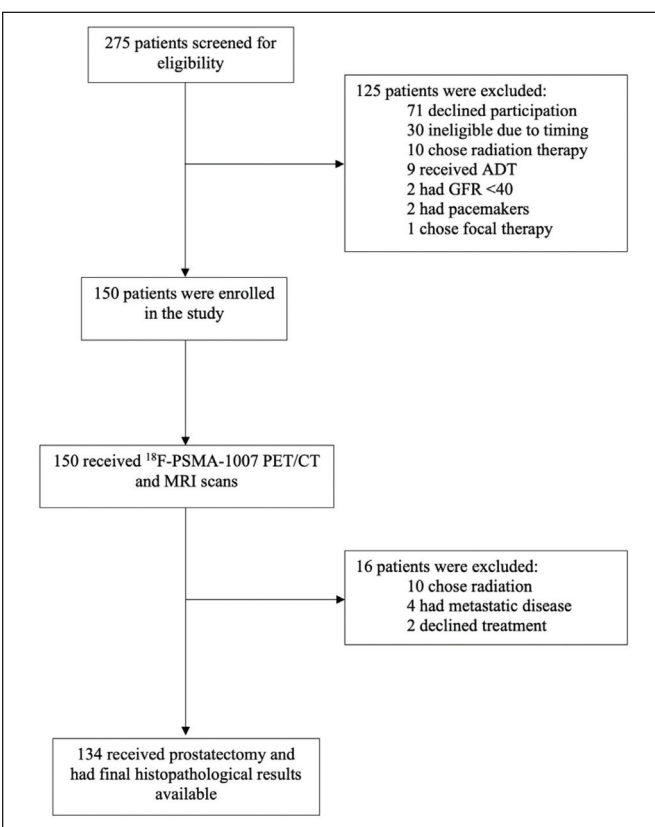 275 patients screened for
eligibility
125 patients were excluded:
71 declined participation
30 ineligible due to timing
10 chose radiation therapy
9 received ADT
2 had GFR <40
2 had pacemakers
1 chose focal therapy
150 patients were enrolled
in the study
150 received ¹⁸F-PSMA-1007 PET/CT
and MRI scans
16 patients were excluded:
10 chose radiation
4 had metastatic disease
2 declined treatment
134 received prostatectomy and
had final histopathological results
available